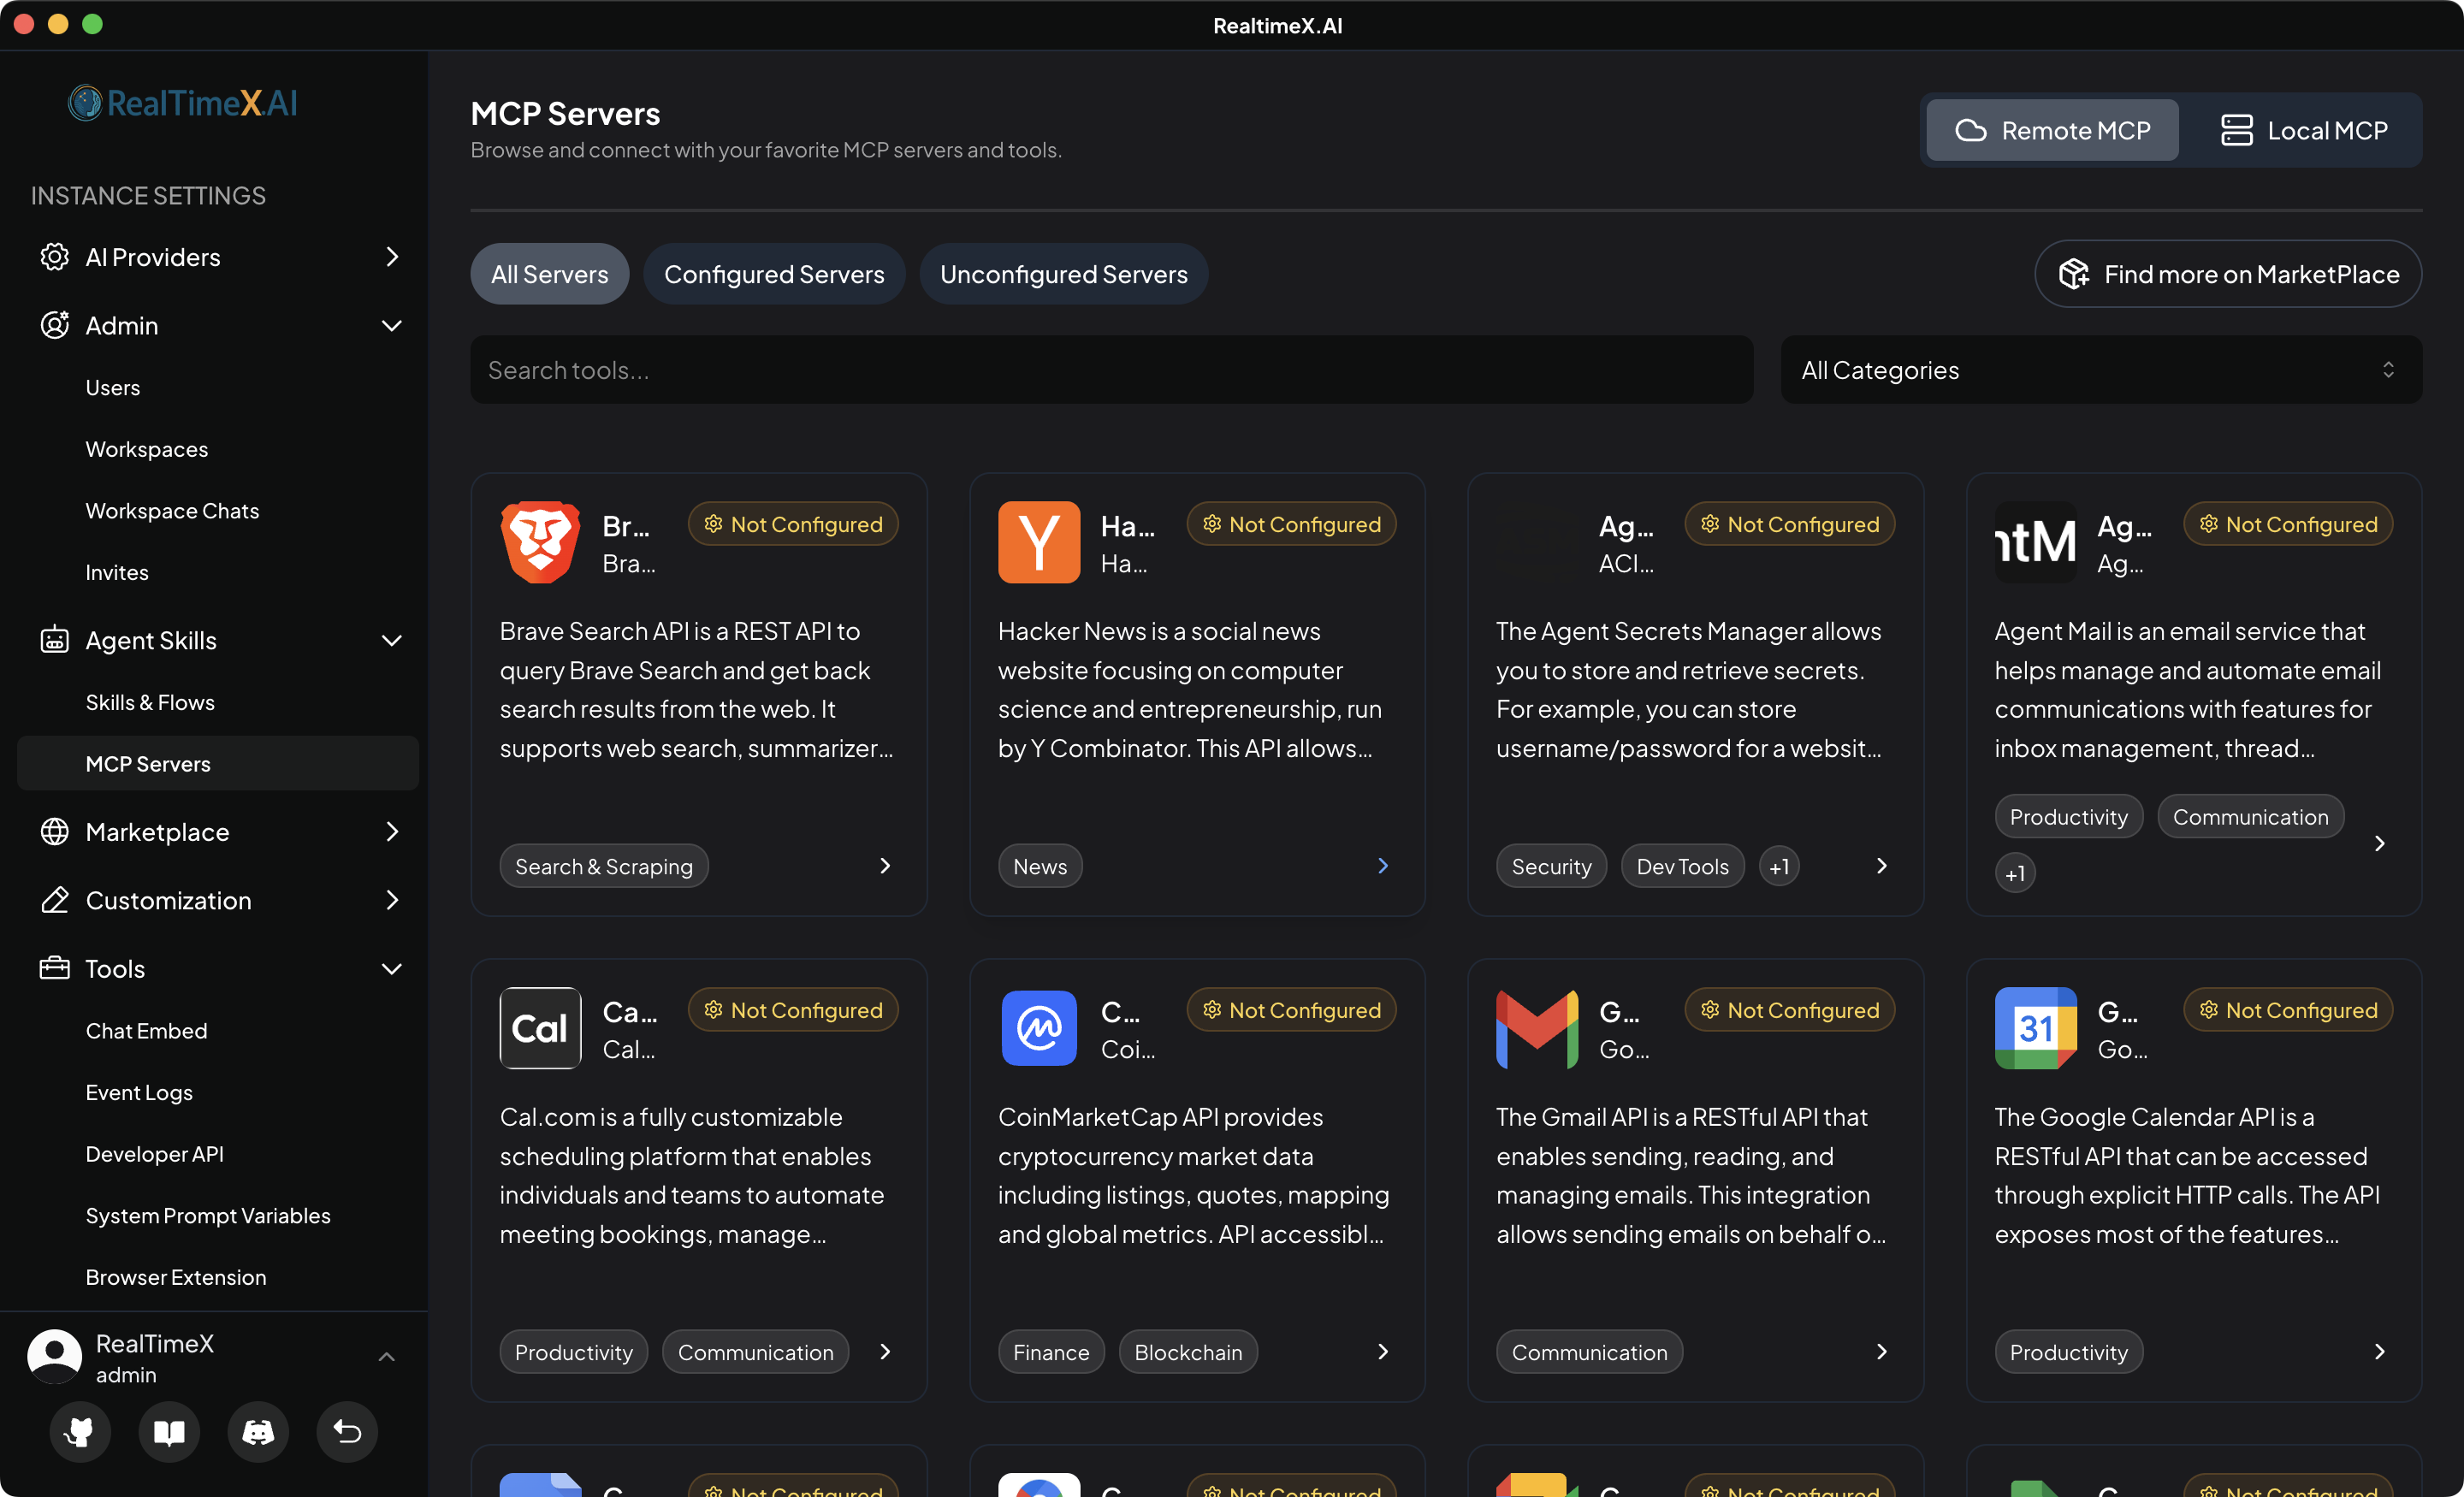 RealtimeX.AI
RealTimeX.AI
INSTANCE SETTINGS
AI Providers
Admin
Users
Workspaces
Workspace Chats
Invites
Agent Skills
Skills & Flows
MCP Servers
Marketplace
Customization
Tools
Chat Embed
Event Logs
Developer API
System Prompt Variables
Browser Extension
RealTimeX
admin
MCP Servers
Browse and connect with your favorite MCP servers and tools.
Remote MCP
Local MCP
All Servers
Configured Servers
Unconfigured Servers
Find more on MarketPlace
Search tools...
All Categories
Br...
Bra...
Not Configured
Brave Search API is a REST API to
query Brave Search and get back
search results from the web. It
supports web search, summarizer...
Search & Scraping
Y
Ha...
Ha...
Not Configured
Hacker News is a social news
website focusing on computer
science and entrepreneurship, run
by Y Combinator. This API allows...
News
Ag...
ACI...
Not Configured
The Agent Secrets Manager allows
you to store and retrieve secrets.
For example, you can store
username/password for a websit...
Security
Dev Tools
+1
ntM
Ag...
Ag...
Not Configured
Agent Mail is an email service that
helps manage and automate email
communications with features for
inbox management, thread...
Productivity
Communication
+1
Cal
Ca...
Cal...
Not Configured
Cal.com is a fully customizable
scheduling platform that enables
individuals and teams to automate
meeting bookings, manage...
Productivity
Communication
C...
Coi...
Not Configured
CoinMarketCap API provides
cryptocurrency market data
including listings, quotes, mapping
and global metrics. API accessibl...
Finance
Blockchain
G...
Go...
Not Configured
The Gmail API is a RESTful API that
enables sending, reading, and
managing emails. This integration
allows sending emails on behalf o...
Communication
31
G...
Go...
Not Configured
The Google Calendar API is a
RESTful API that can be accessed
through explicit HTTP calls. The API
exposes most of the features...
Productivity
Not Configured
Not Configured
Not Configured
Not Configured